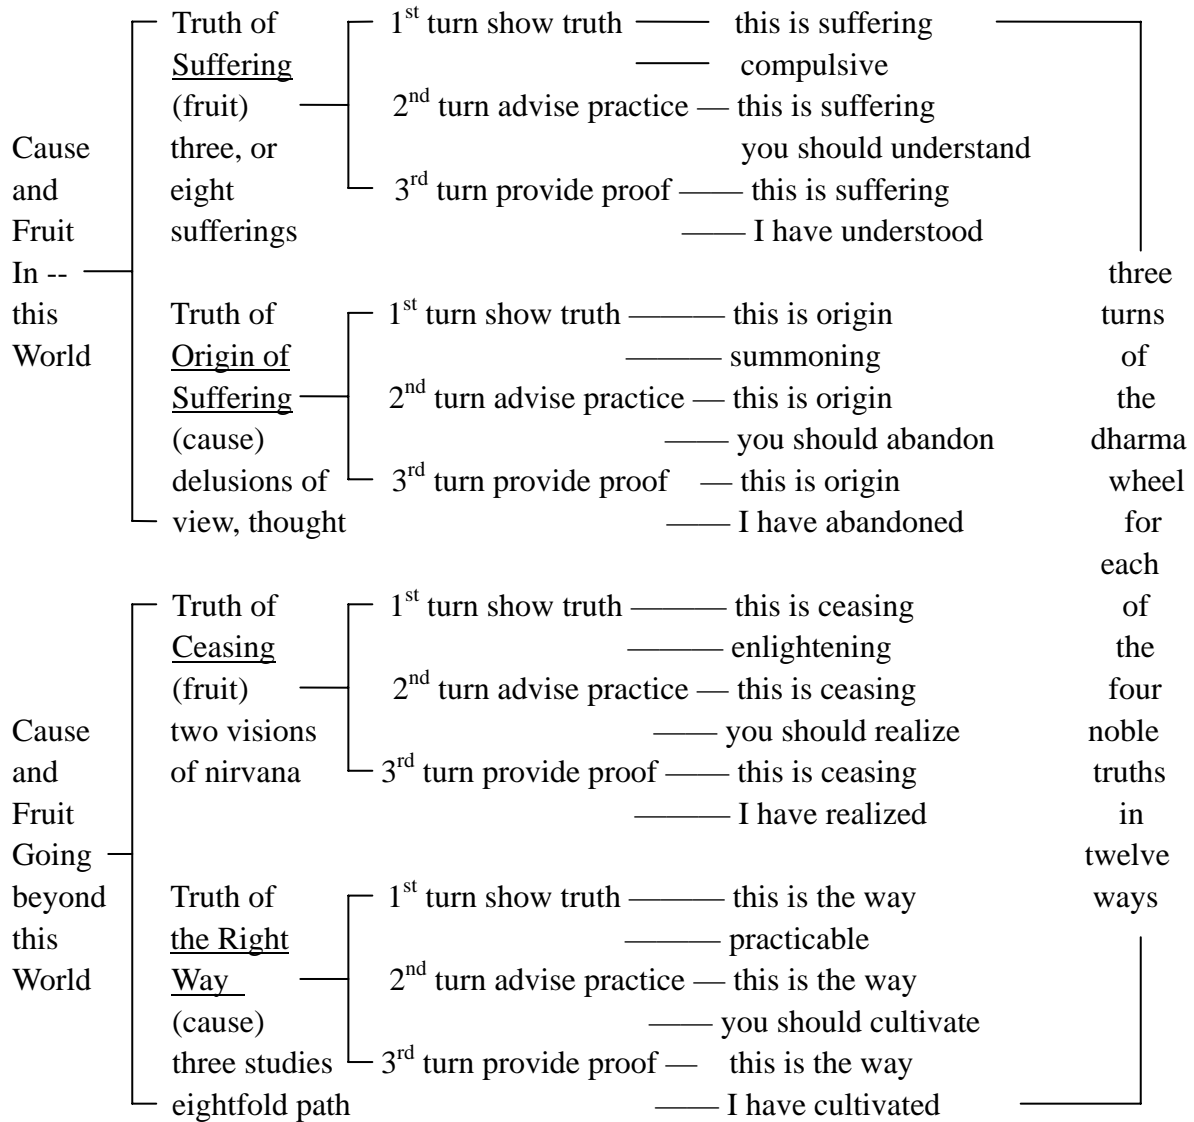 Cause
and
Fruit
In --
this
World
Truth of
Suffering
(fruit)
three, or
eight
sufferings
1st turn show truth —— this is suffering
—— compulsive
2nd turn advise practice — this is suffering
you should understand
3rd turn provide proof —— this is suffering
—— I have understood
Truth of
Origin of
Suffering
(cause)
delusions of
view, thought
1st turn show truth ——— this is origin
——— summoning
2nd turn advise practice — this is origin
—— you should abandon
3rd turn provide proof — this is origin
—— I have abandoned
Cause
and
Fruit
Going
beyond
this
World
Truth of
Ceasing
(fruit)
two visions
of nirvana
1st turn show truth ——— this is ceasing
——— enlightening
2nd turn advise practice — this is ceasing
—— you should realize
3rd turn provide proof —— this is ceasing
——— I have realized
Truth of
the Right
Way
(cause)
three studies
eightfold path
1st turn show truth ——— this is the way
——— practicable
2nd turn advise practice — this is the way
—— you should cultivate
3rd turn provide proof — this is the way
—— I have cultivated
three
turns
of
the
dharma
wheel
for
each
of
the
four
noble
truths
in
twelve
ways